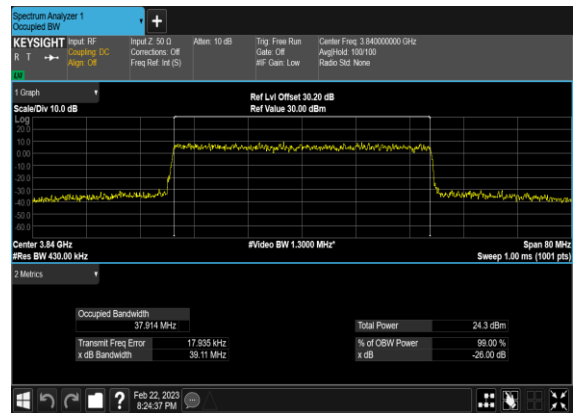 Spectrum Analyzer 1
Occupied BW
+
KEYSIGHT Input: RF Input Z: 50 Ω Atten: 10 dB Trig: Free Run Center Freq: 3.840000000 GHz
R T Coupling: DC Corrections: Off Gate: Off Avg|Hold: 100/100
Align: Off Freq Ref: Int (S) #IF Gain: Low Radio Std: None
1 Graph
Ref Lvl Offset 30.20 dB
Scale/Div 10.0 dB Ref Value 30.00 dBm
Log
20.0
10.0
0.00
-10.0
-20.0
-30.0
-40.0
-50.0
-60.0
Center 3.84 GHz #Video BW 1.3000 MHz* Span 80 MHz
#Res BW 430.00 kHz Sweep 1.00 ms (1001 pts)
2 Metrics
Occupied Bandwidth
37.914 MHz Total Power 24.3 dBm
Transmit Freq Error 17.935 kHz % of OBW Power 99.00 %
x dB Bandwidth 39.11 MHz x dB -26.00 dB
? Feb 22, 2023
8:24:37 PM